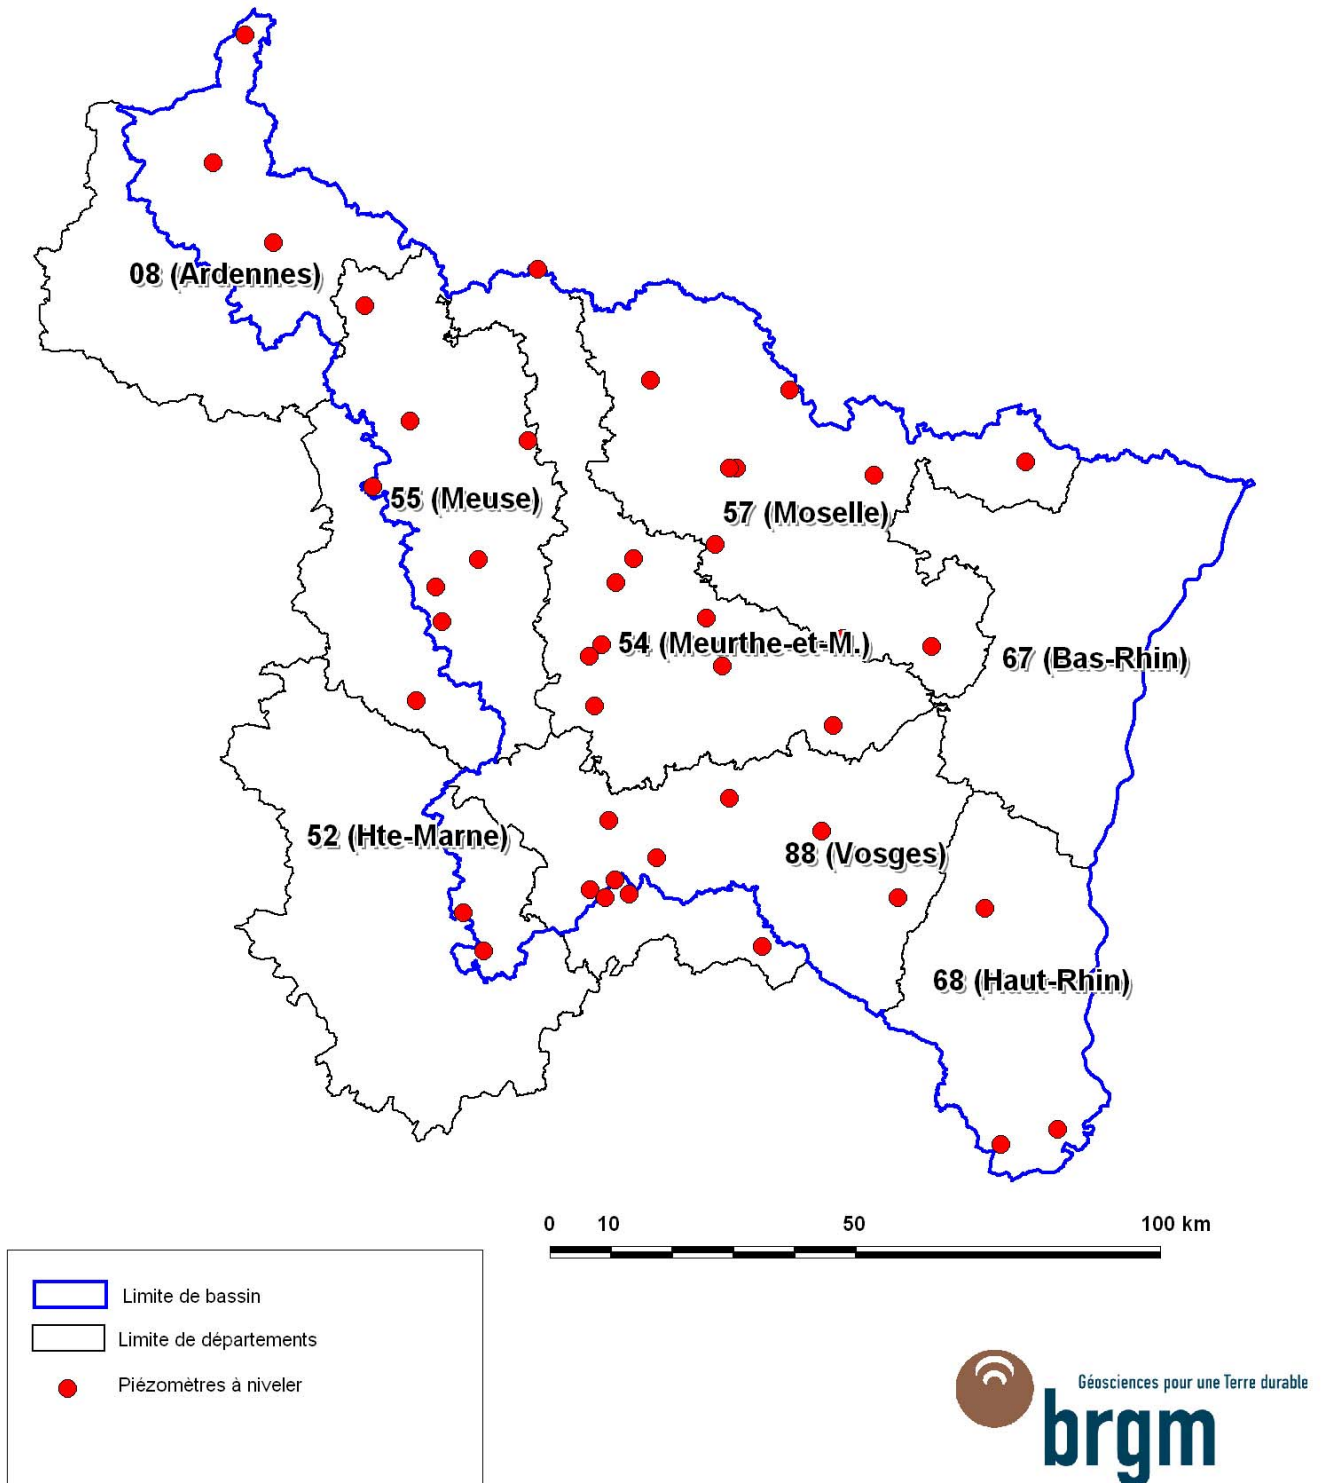 08 (Ardennes)
55 (Meuse)
57 (Moselle)
54 (Meurthe-et-M.)
67 (Bas-Rhin)
52 (Hte-Marne)
88 (Vosges)
68 (Haut-Rhin)
0 10 50 100 km
Limite de bassin
Limite de départements
Piézomètres à niveler
Géosciences pour une Terre durable
brgm